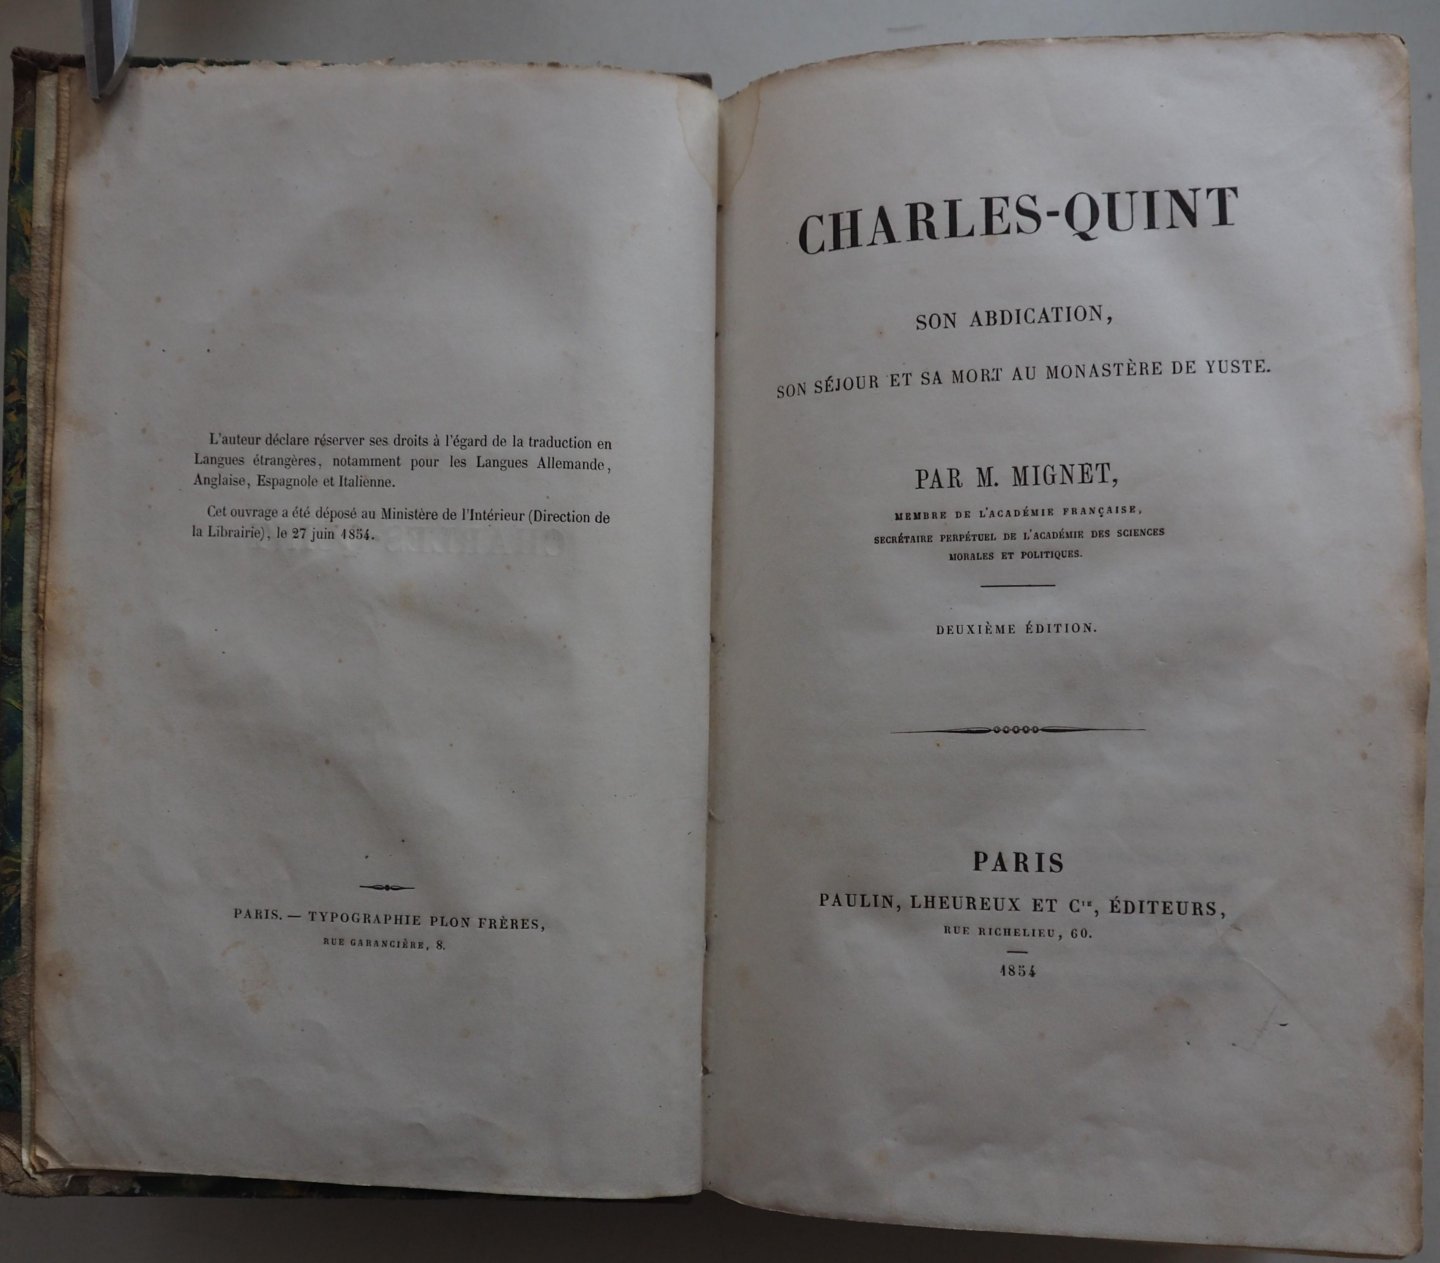 L'auteur déclare réserver ses droits à l'égard de la traduction en
Langues étrangères, notamment pour les Langues Allemande,
Anglaise, Espagnole et Italienne.
Cet ouvrage a été déposé au Ministère de l'Intérieur (Direction de
la Librairie), le 27 juin 1854.
PARIS. — TYPOGRAPHIE PLON FRÈRES,
RUE GARANCIÈRE, 8.
CHARLES-QUINT
SON ABDICATION,
SON SÉJOUR ET SA MORT AU MONASTÈRE DE YUSTE.
PAR M. MIGNET,
MEMBRE DE L'ACADÉMIE FRANÇAISE,
SECRÉTAIRE PERPÉTUEL DE L'ACADÉMIE DES SCIENCES
MORALES ET POLITIQUES.
DEUXIÈME ÉDITION.
PARIS
PAULIN, LHEUREUX ET Cie, ÉDITEURS,
RUE RICHELIEU, 60.
1854